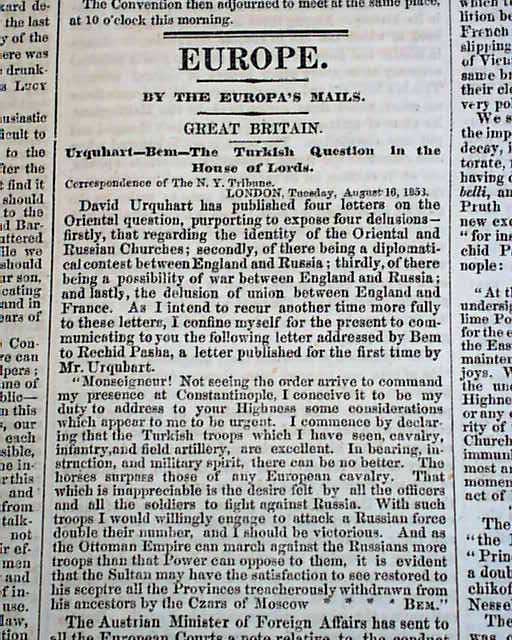 The Convention then adjourned to meet at the same place,
at 10 o'clock this morning.
EUROPE.
BY THE EUROPA'S MAILS.
GREAT BRITAIN.
Urquhart—Bem—The Turkish Question in the
House of Lords.
Correspondence of The N. Y. Tribune.
LONDON, Tuesday, August 16, 1853.
David Urquhart has published four letters on the
Oriental question, purporting to expose four delusions—
firstly, that regarding the identity of the Oriental and
Russian Churches; secondly, of there being a diplomati-
cal contest between England and Russia; thirdly, of there
being a possibility of war between England and Russia;
and lastly, the delusion of union between England and
France. As I intend to recur another time more fully
to these letters, I confine myself for the present to com-
municating to you the following letter addressed by Bem
to Rechid Pasha, a letter published for the first time by
Mr. Urquhart.
"Monseigneur! Not seeing the order arrive to command
my presence at Constantinople, I conceive it to be my
duty to address to your Highness some considerations
which appear to me to be urgent. I commence by declar-
ing that the Turkish troops which I have seen, cavalry,
infantry,and field artillery, are excellent. In bearing, in-
struction, and military spirit, there can be no better. The
horses surpass those of any European cavalry. That
which is inappreciable is the desire felt by all the officers
and all the soldiers to fight against Russia. With such
troops I would willingly engage to attack a Russian force
double their number, and I should be victorious. And as
the Ottoman Empire can march against the Russians more
troops than that Power can oppose to them, it is evident
that the Sultan may have the satisfaction to see restored to
his sceptre all the Provinces treacherously withdrawn from
his ancestors by the Czars of Moscow * * * * BEM."
The Austrian Minister of Foreign Affairs has sent to
all the European Courts a note relative to the conduct